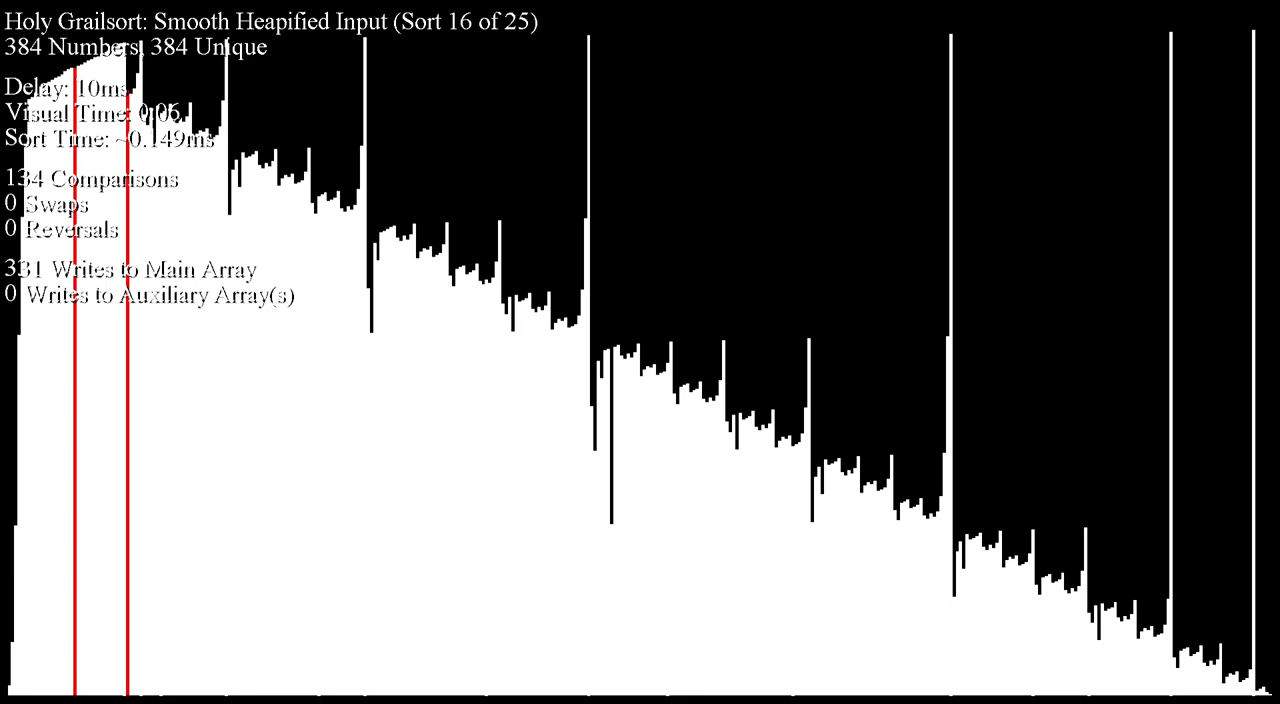 Holy Grailsort: Smooth Heapified Input (Sort 16 of 25)
384 Numbers, 384 Unique
Delay: 10ms
Visual Time: 0.06
Sort Time: ~0.149ms
134 Comparisons
0 Swaps
0 Reversals
331 Writes to Main Array
0 Writes to Auxiliary Array(s)